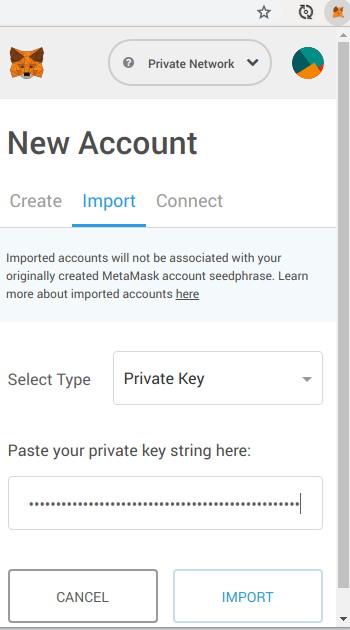 Private Network
New Account
Create Import Connect
Imported accounts will not be associated with your
originally created MetaMask account seedphrase. Learn
more about imported accounts here
Select Type
Private Key
Paste your private key string here:
CANCEL
IMPORT